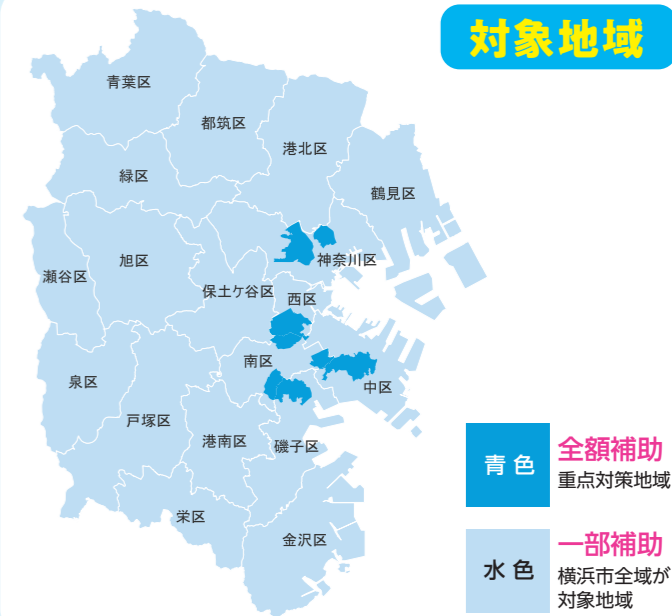 対象地域
青葉区
都筑区
港北区
緑区
鶴見区
神奈川区
旭区
瀬谷区
保土ケ谷区
西区
南区
泉区
中区
戸塚区
港南区
磯子区
栄区
金沢区
青色
全額補助
重点対策地域
水色
一部補助
横浜市全域が
対象地域